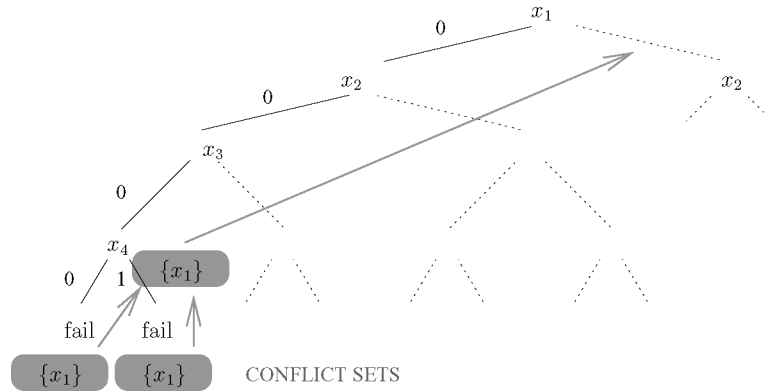 x₁
0
x₂
x₂
0
x₃
0
x₄
{x₁}
0
1
fail
fail
{x₁}
{x₁}
CONFLICT SETS